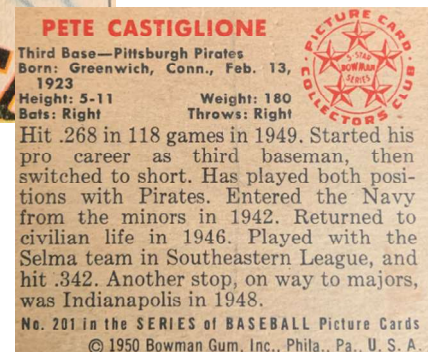 PETE CASTIGLIONE
Third Base—Pittsburgh Pirates
Born: Greenwich, Conn., Feb. 13,
1923
Height: 5-11 Weight: 180
Bats: Right Throws: Right
PICTURE CARD
COLLECTORS CLUB
5-STAR
BOWMAN
SERIES
Hit .268 in 118 games in 1949. Started his
pro career as third baseman, then
switched to short. Has played both posi-
tions with Pirates. Entered the Navy
from the minors in 1942. Returned to
civilian life in 1946. Played with the
Selma team in Southeastern League, and
hit .342. Another stop, on way to majors,
was Indianapolis in 1948.
No. 201 in the SERIES of BASEBALL Picture Cards
© 1950 Bowman Gum, Inc., Phila., Pa., U. S. A.